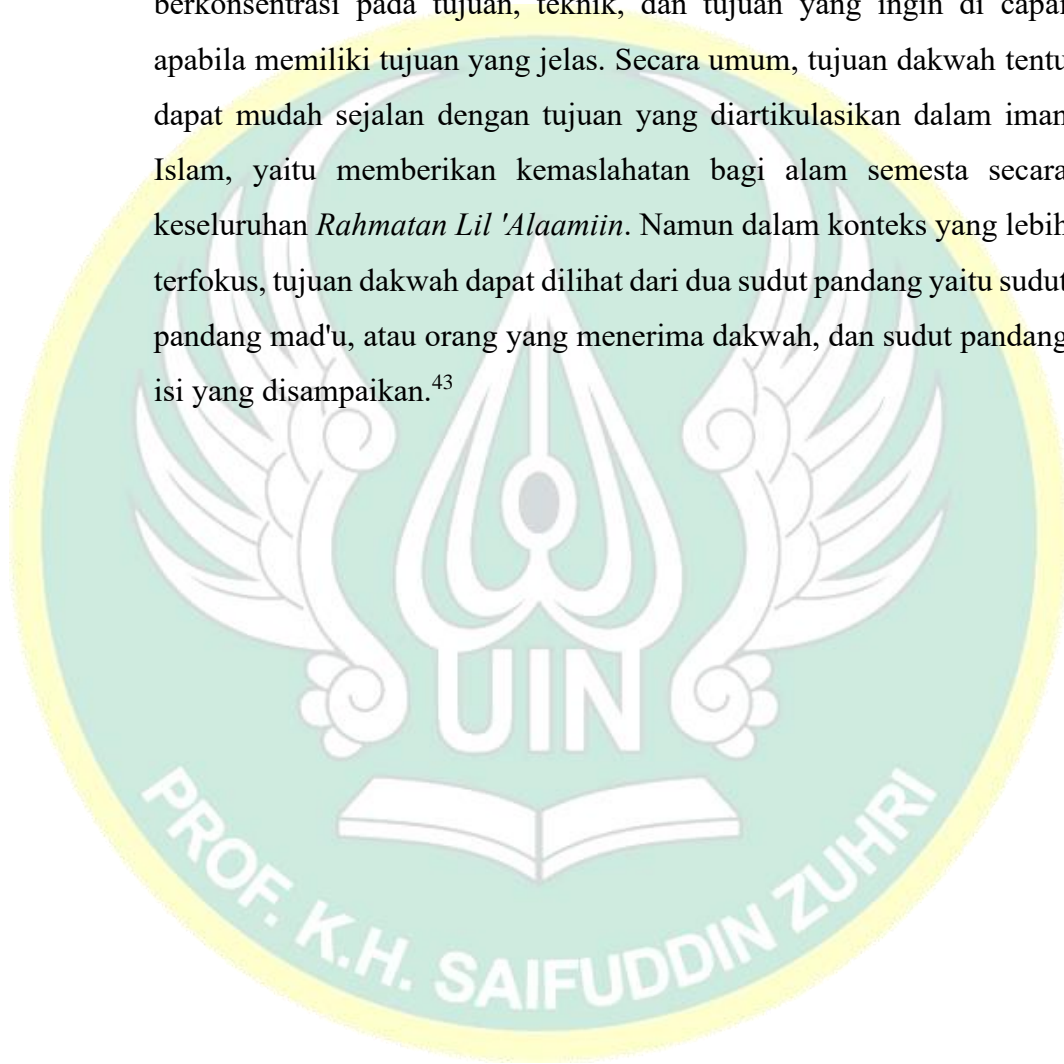 berkonsentrasi pada tujuan, teknik, dan tujuan yang ingin di capai
apabila memiliki tujuan yang jelas. Secara umum, tujuan dakwah tentu
dapat mudah sejalan dengan tujuan yang diartikulasikan dalam iman
Islam, yaitu memberikan kemaslahatan bagi alam semesta secara
keseluruhan Rahmatan Lil 'Alaamiin. Namun dalam konteks yang lebih
terfokus, tujuan dakwah dapat dilihat dari dua sudut pandang yaitu sudut
pandang mad'u, atau orang yang menerima dakwah, dan sudut pandang
isi yang disampaikan.43
UIN
PROF. K.H. SAIFUDDIN ZUHRI